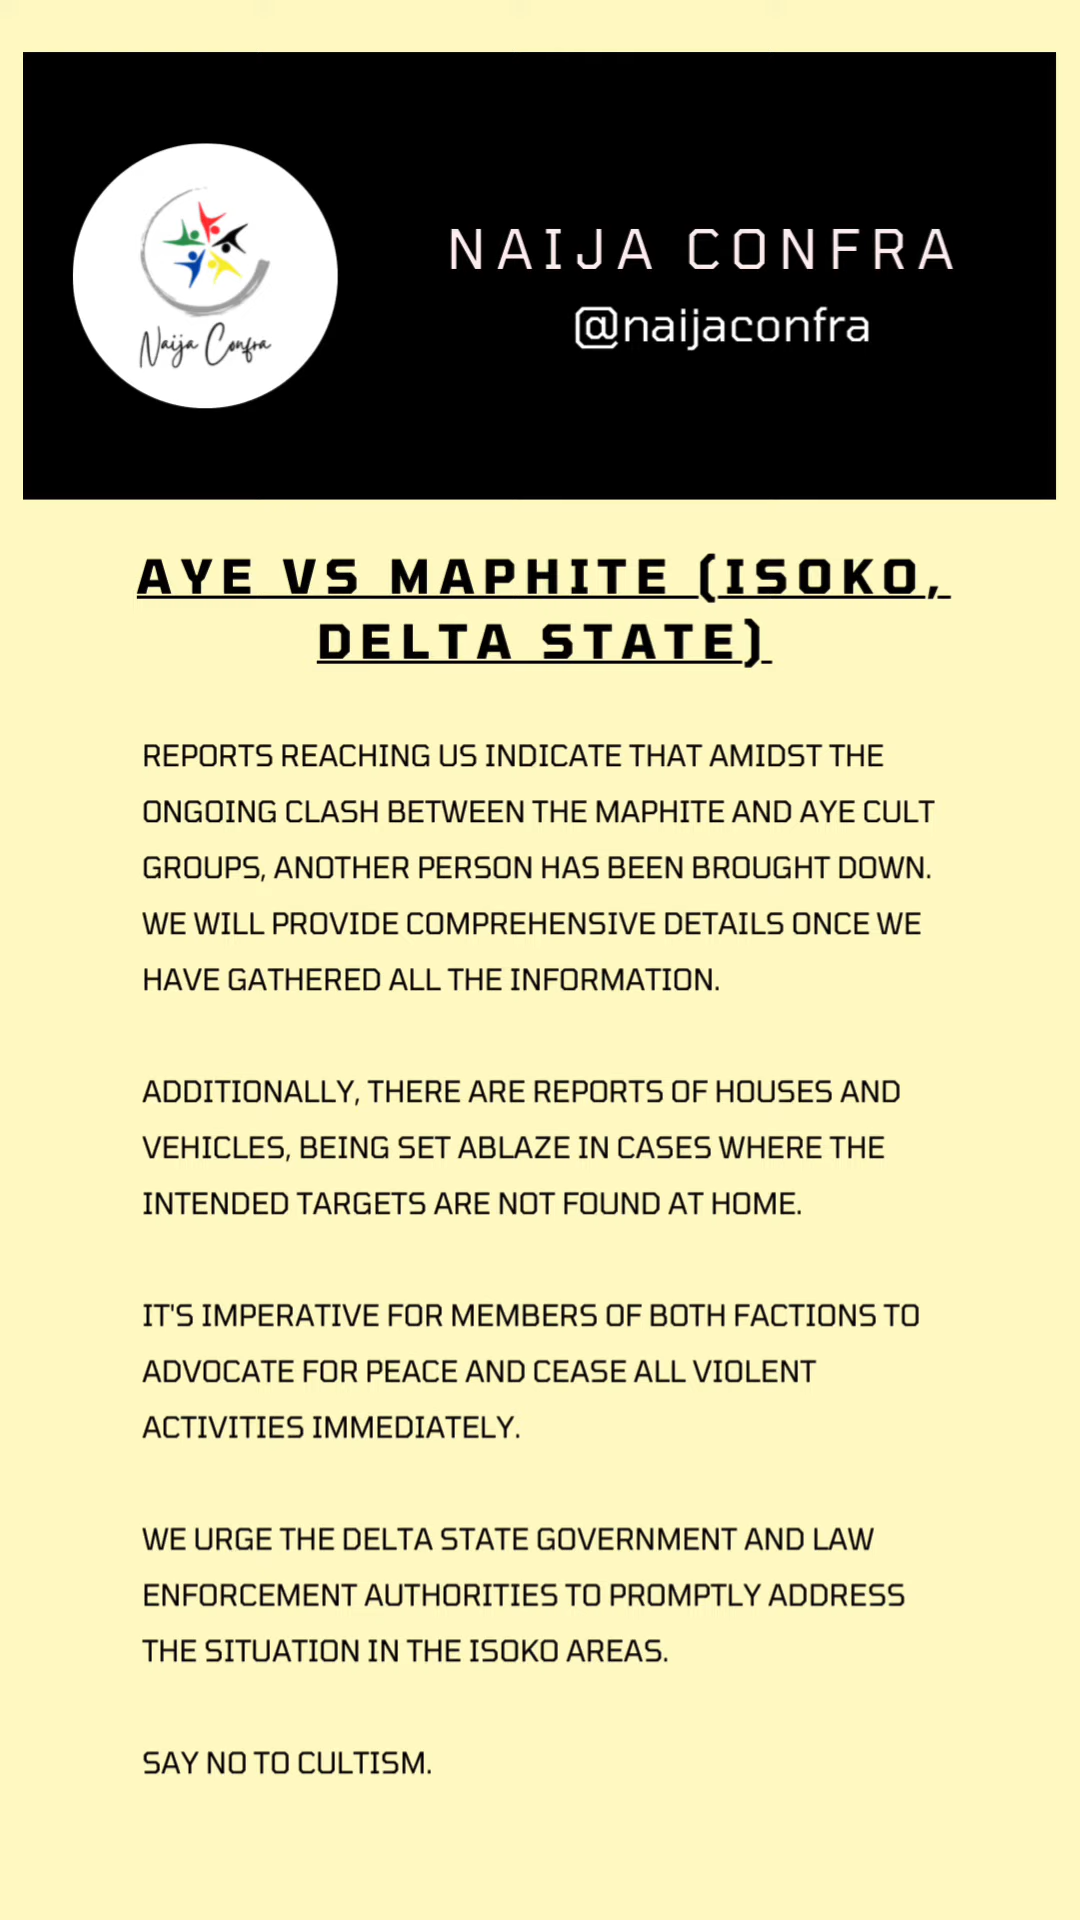 Naija Confra
NAIJA CONFRA
@naijaconfra
AYE VS MAPHITE (ISOKO,
DELTA STATE)
REPORTS REACHING US INDICATE THAT AMIDST THE
ONGOING CLASH BETWEEN THE MAPHITE AND AYE CULT
GROUPS, ANOTHER PERSON HAS BEEN BROUGHT DOWN.
WE WILL PROVIDE COMPREHENSIVE DETAILS ONCE WE
HAVE GATHERED ALL THE INFORMATION.
ADDITIONALLY, THERE ARE REPORTS OF HOUSES AND
VEHICLES, BEING SET ABLAZE IN CASES WHERE THE
INTENDED TARGETS ARE NOT FOUND AT HOME.
IT'S IMPERATIVE FOR MEMBERS OF BOTH FACTIONS TO
ADVOCATE FOR PEACE AND CEASE ALL VIOLENT
ACTIVITIES IMMEDIATELY.
WE URGE THE DELTA STATE GOVERNMENT AND LAW
ENFORCEMENT AUTHORITIES TO PROMPTLY ADDRESS
THE SITUATION IN THE ISOKO AREAS.
SAY NO TO CULTISM.